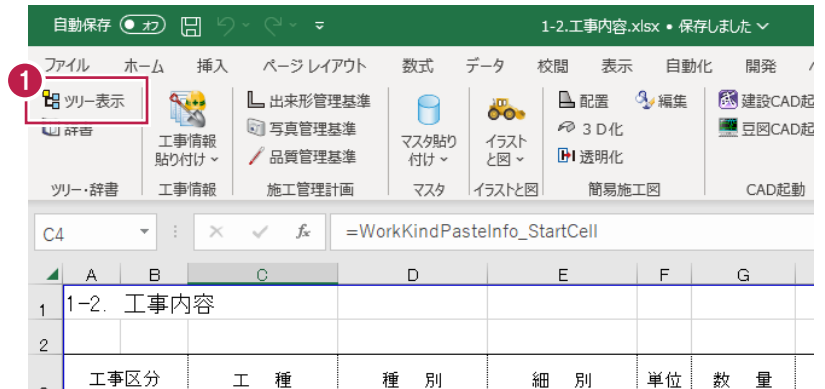 自動保存 オフ 1-2.工事内容.xlsx • 保存しました
ファイル ホーム 挿入 ページ レイアウト 数式 データ 校閲 表示 自動化 開発
1
ツリー表示 出来形管理基準 配置 編集 建設CAD起
辞書 工事情報 貼り付け 写真管理基準 マスタ貼り 付け イラスト と図 3D化 豆図CAD起
品質管理基準 透明化
ツリー・辞書 工事情報 施工管理計画 マスタ イラストと図 簡易施工図 CAD起動
C4 fx =WorkKindPasteInfo_StartCell
A B C D E F G
1 1-2. 工事内容
2
工事区分 工 種 種 別 細 別 単位 数 量